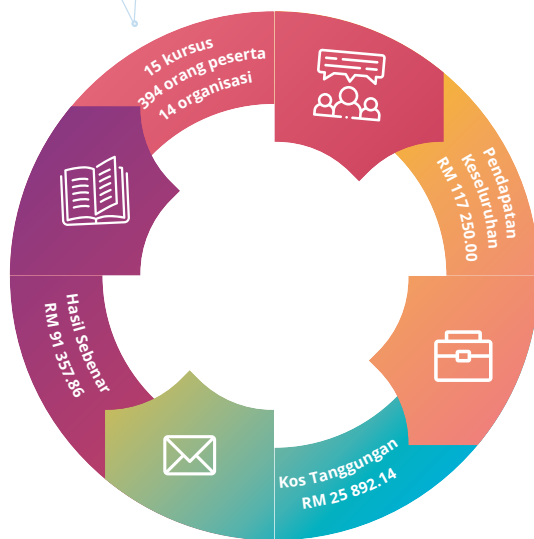 15 kursus
394 orang peserta
14 organisasi
Pendapatan
Keseluruhan
RM 117 250.00
Kos Tanggungan
RM 25 892.14
Hasil Sebenar
RM 91 357.86